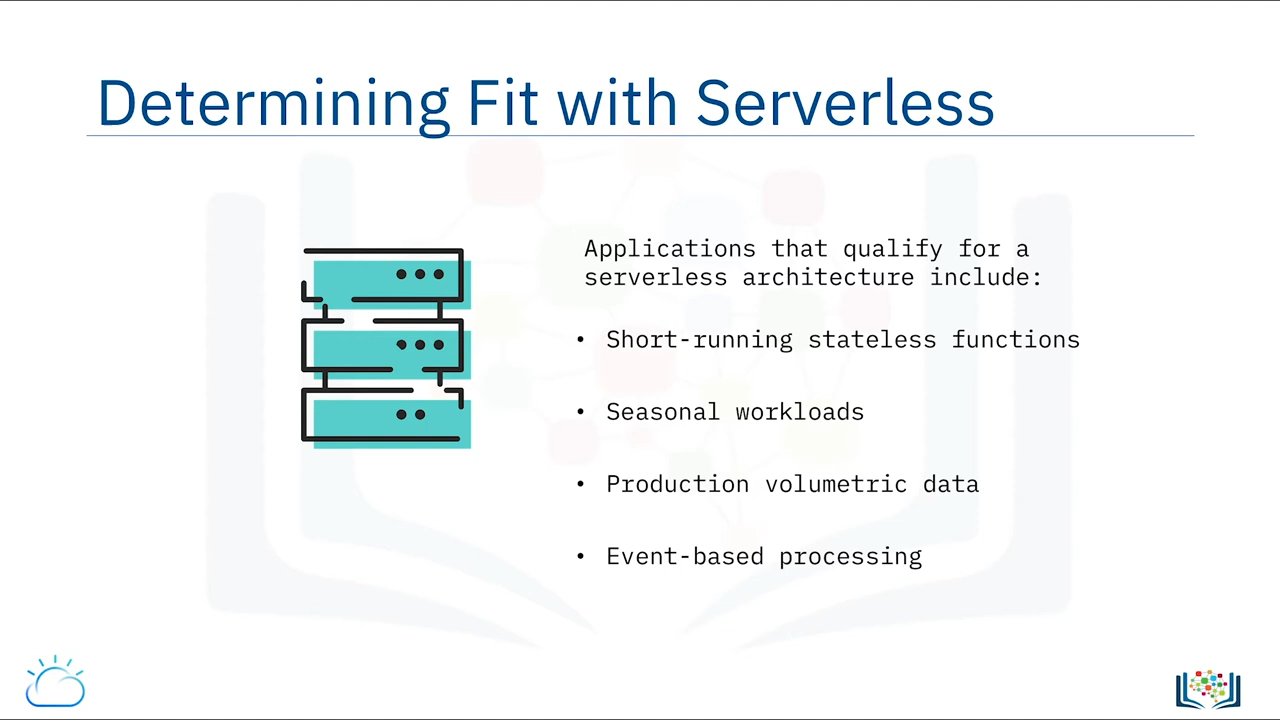 Determining Fit with Serverless
Applications that qualify for a
serverless architecture include:
• Short-running stateless functions
• Seasonal workloads
• Production volumetric data
• Event-based processing